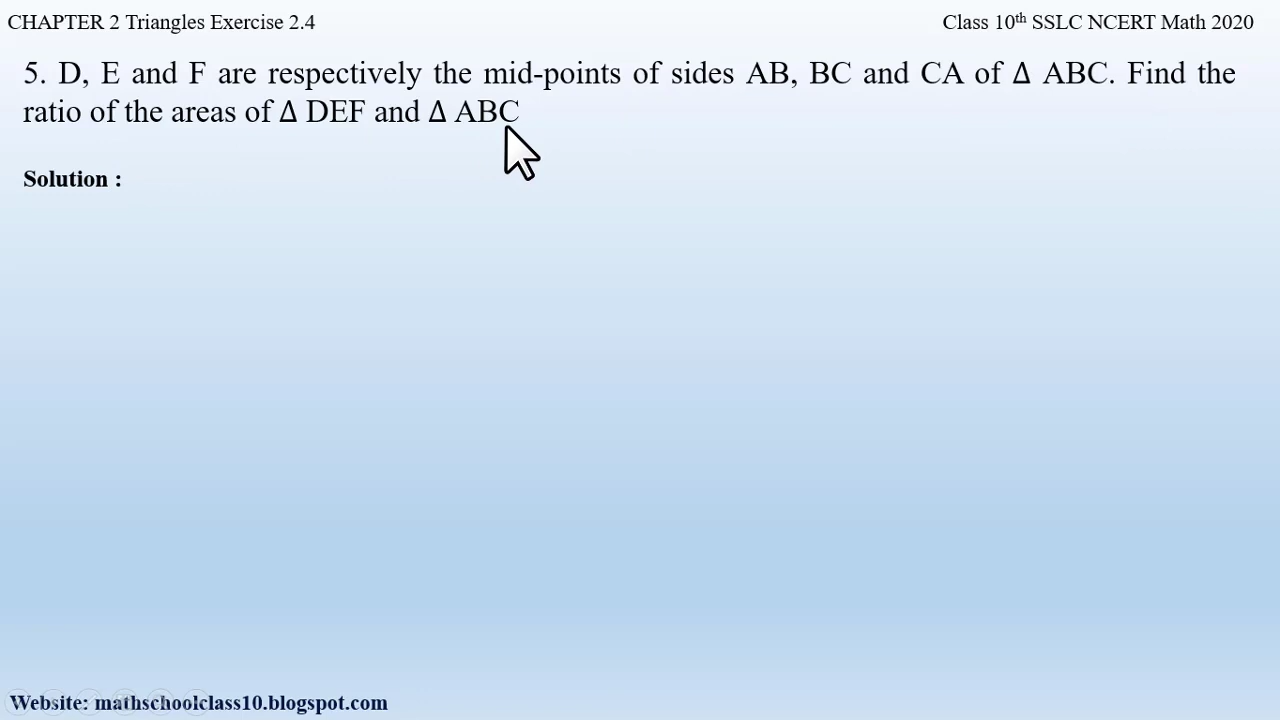 CHAPTER 2 Triangles Exercise 2.4
Class 10th SSLC NCERT Math 2020
5. D, E and F are respectively the mid-points of sides AB, BC and CA of Δ ABC. Find the
ratio of the areas of Δ DEF and Δ ABC
Solution :
Website: mathschoolclass10.blogspot.com